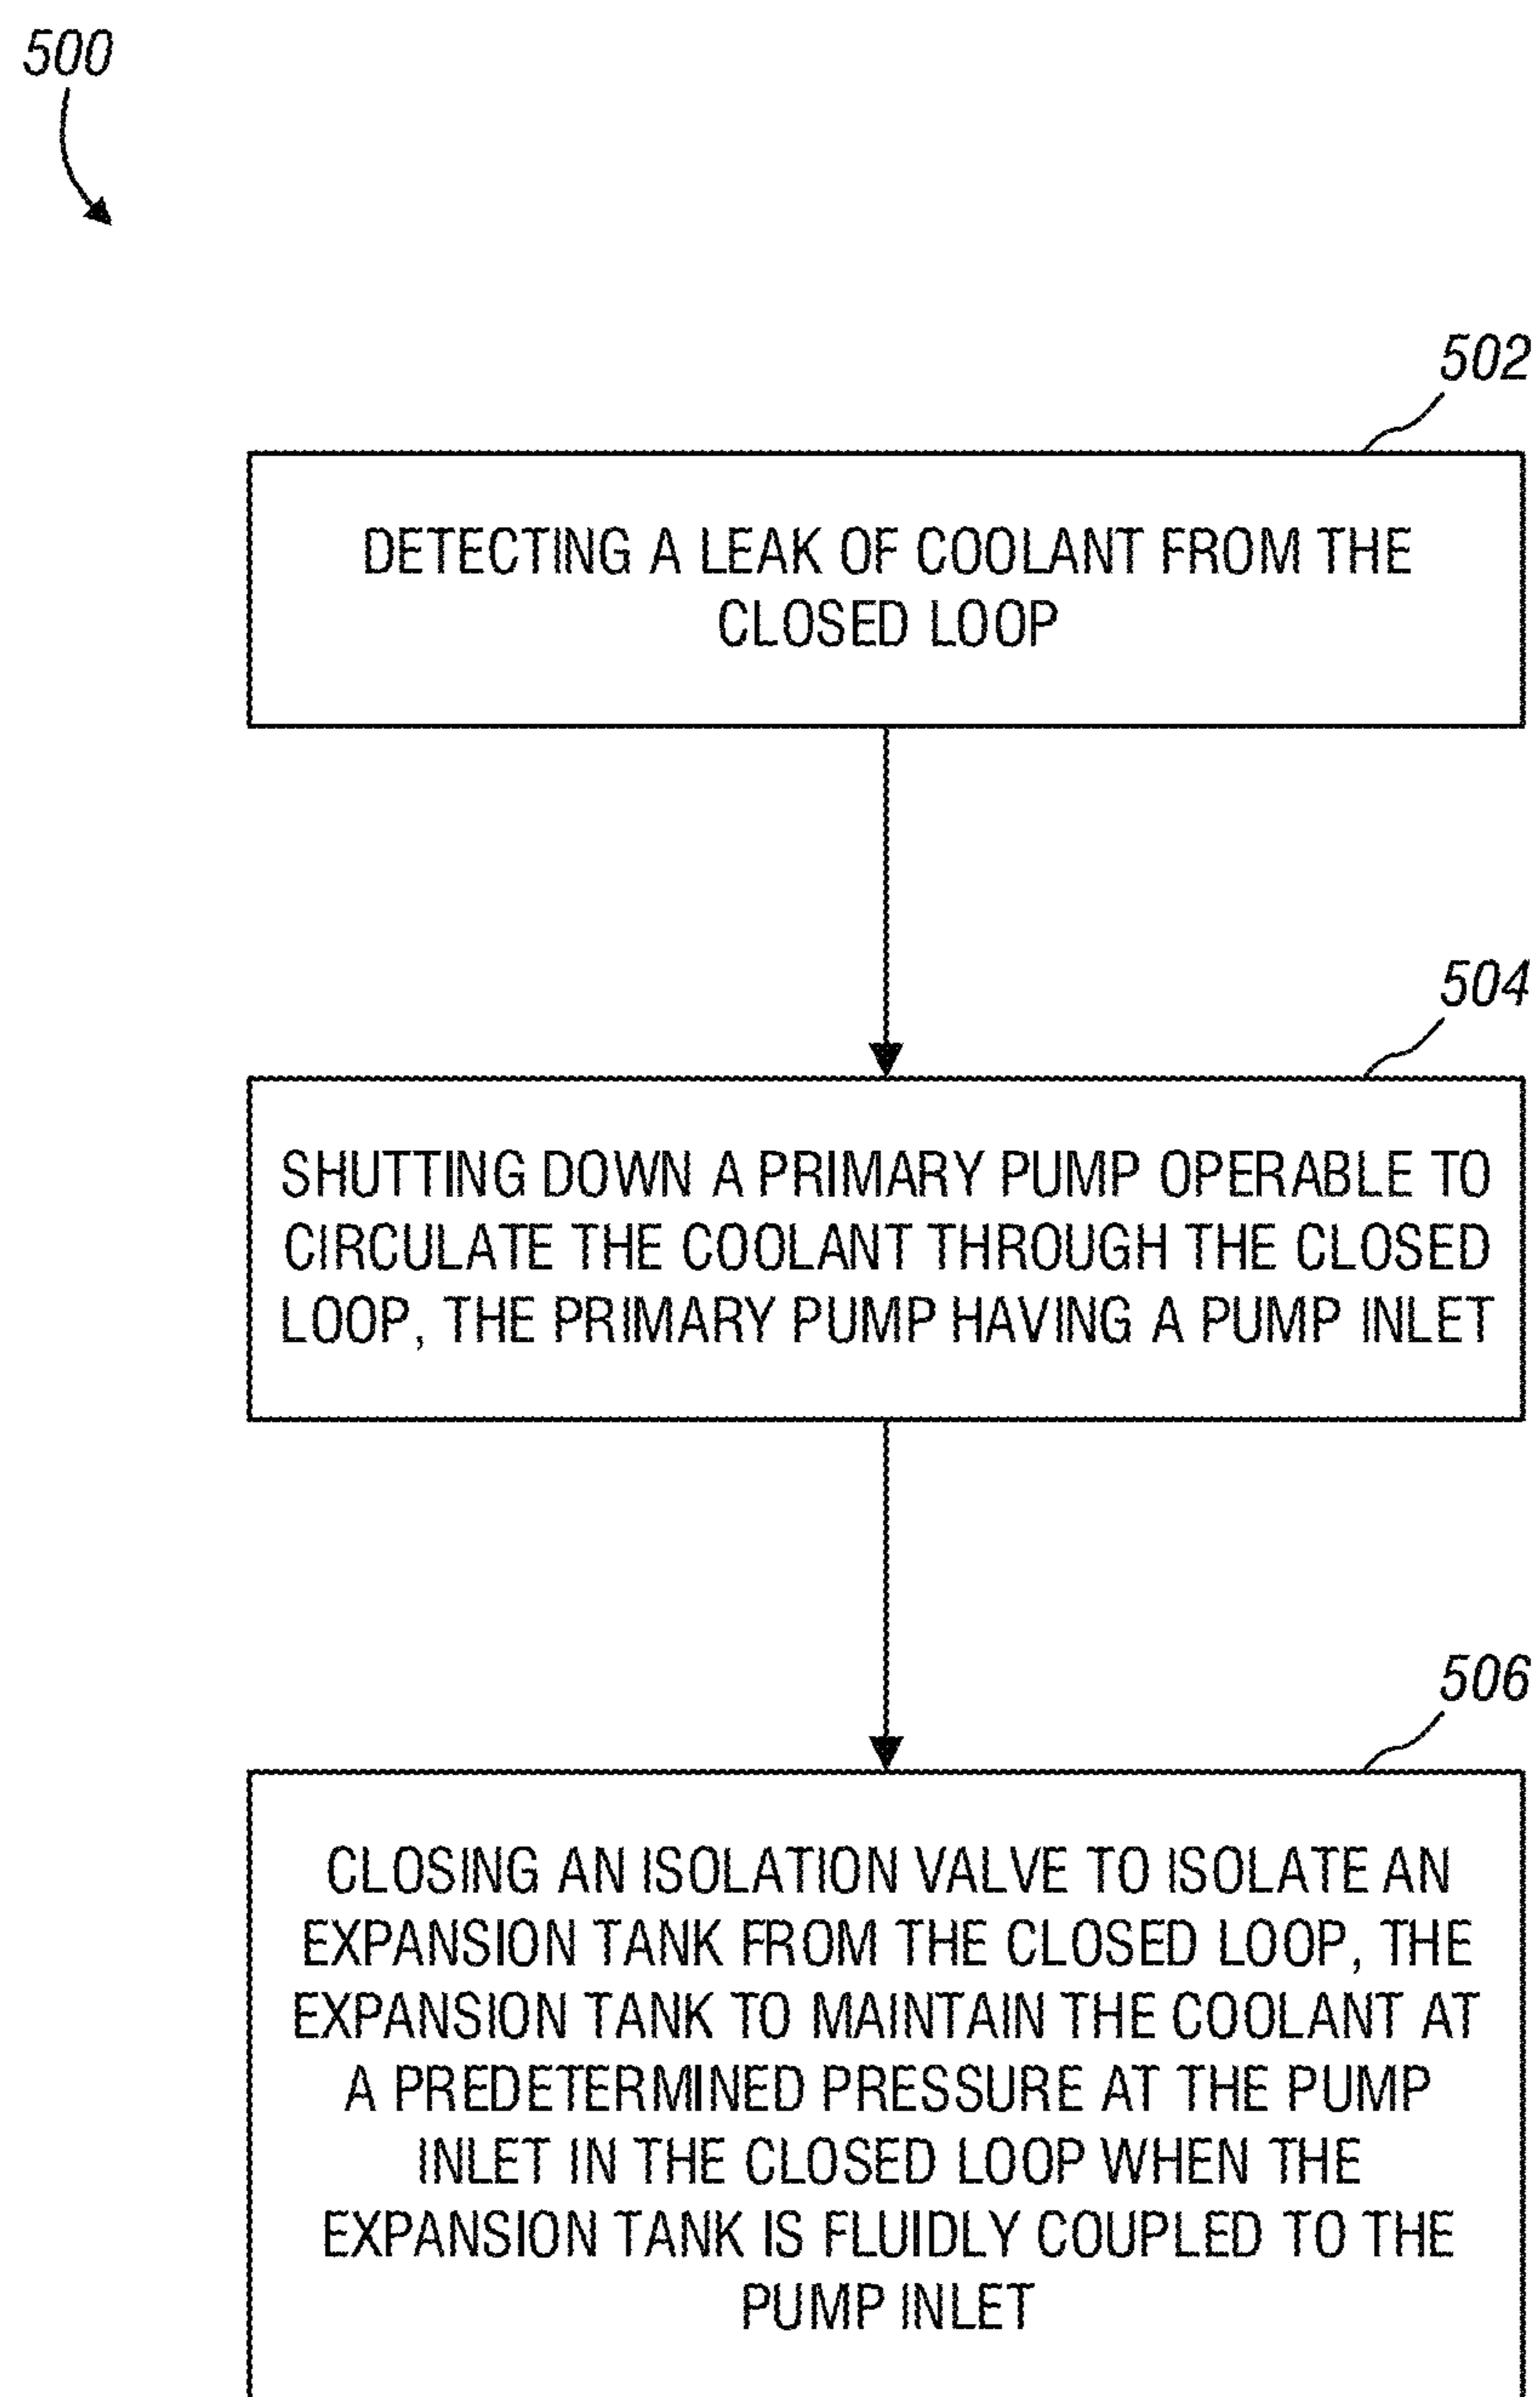 500
502
DETECTING A LEAK OF COOLANT FROM THE
CLOSED LOOP
504
SHUTTING DOWN A PRIMARY PUMP OPERABLE TO
CIRCULATE THE COOLANT THROUGH THE CLOSED
LOOP, THE PRIMARY PUMP HAVING A PUMP INLET
506
CLOSING AN ISOLATION VALVE TO ISOLATE AN
EXPANSION TANK FROM THE CLOSED LOOP, THE
EXPANSION TANK TO MAINTAIN THE COOLANT AT
A PREDETERMINED PRESSURE AT THE PUMP
INLET IN THE CLOSED LOOP WHEN THE
EXPANSION TANK IS FLUIDLY COUPLED TO THE
PUMP INLET